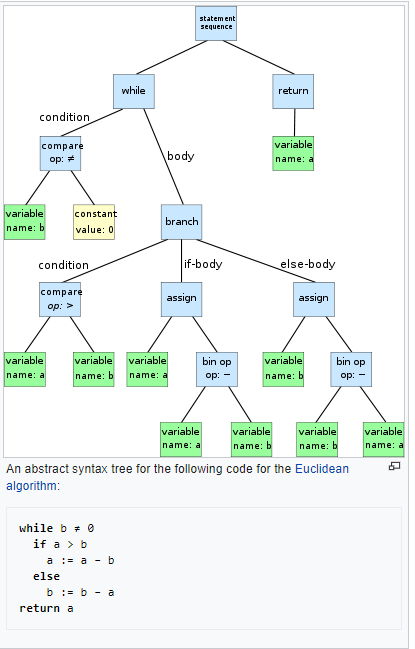 statement
sequence
while
return
condition
compare
op: ≠
body
variable
name: a
variable
name: b
constant
value: 0
branch
condition
if-body
else-body
compare
op: >
assign
assign
variable
name: a
variable
name: b
variable
name: a
bin op
op: −
variable
name: b
bin op
op: −
variable
name: a
variable
name: b
variable
name: b
variable
name: a
An abstract syntax tree for the following code for the Euclidean
algorithm:
while b ≠ 0
if a > b
a := a - b
else
b := b - a
return a